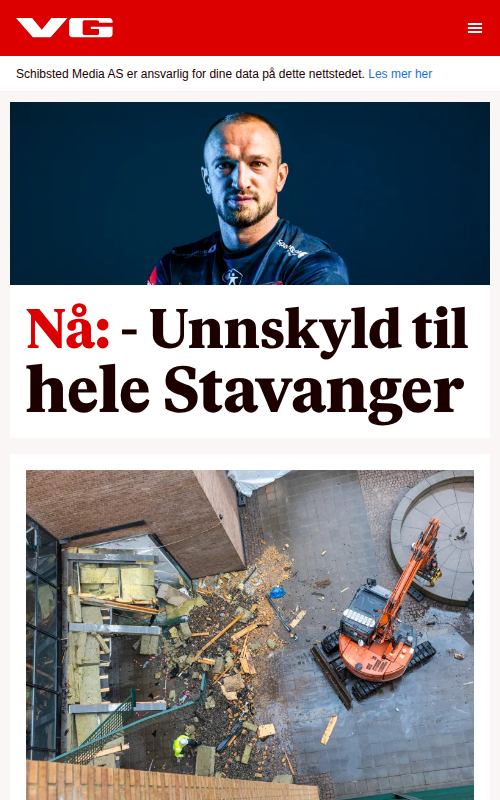 VG
Schibsted Media AS er ansvarlig for dine data på dette nettstedet. Les mer her
Nå: - Unnskyld til
hele Stavanger